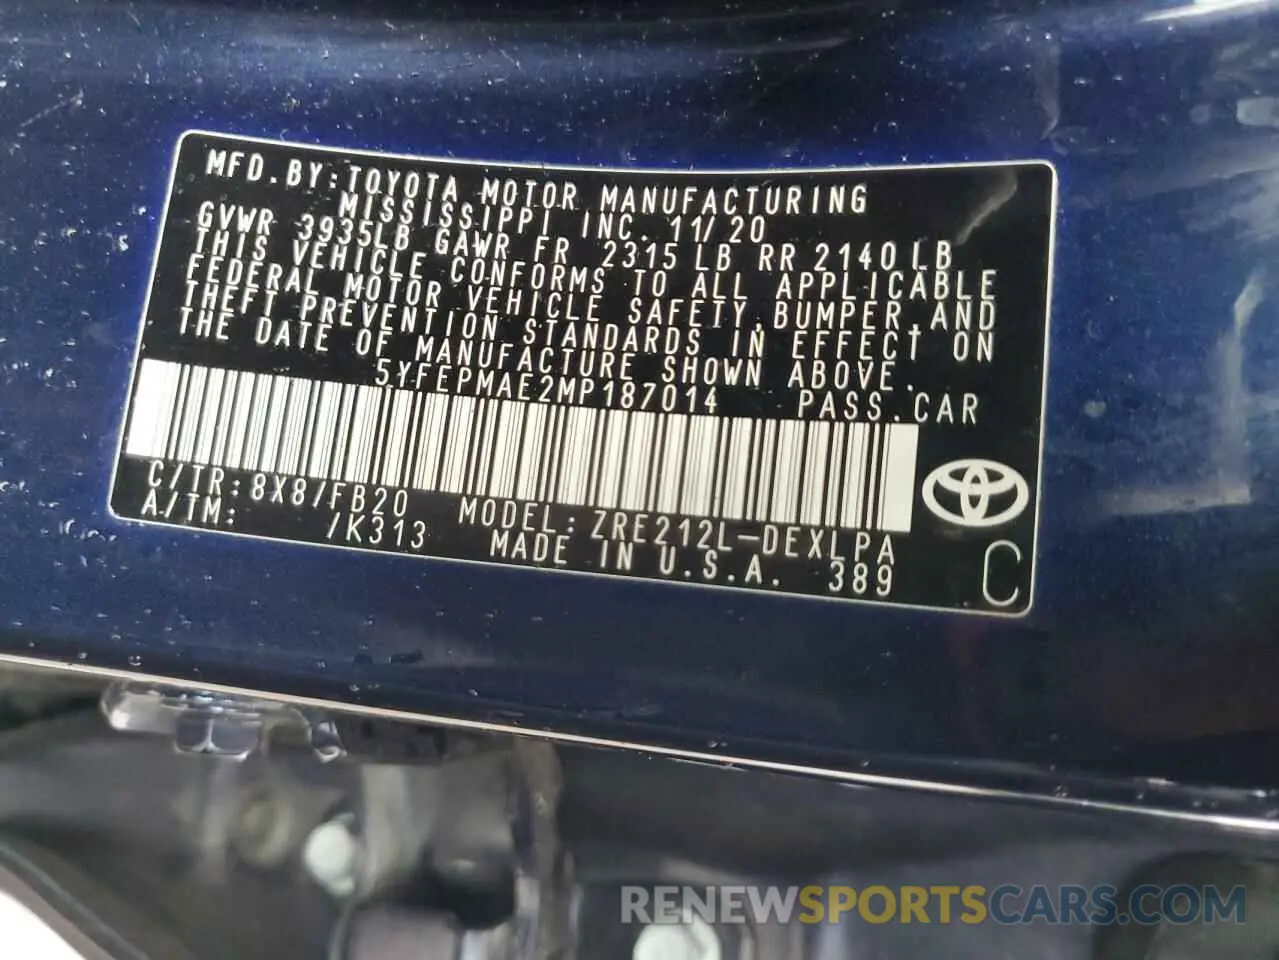 MFD.BY:TOYOTA MOTOR MANUFACTURING
MISSISSIPPI INC. 11/20
GVWR 3935LB GAWR FR 2315 LB RR 2140 LB
THIS VEHICLE CONFORMS TO ALL APPLICABLE
FEDERAL MOTOR VEHICLE SAFETY, BUMPER, AND
THEFT PREVENTION STANDARDS IN EFFECT ON
THE DATE OF MANUFACTURE SHOWN ABOVE.
5YFEPMAE2MP187014 PASS.CAR
C/TR:8X8/FB20 MODEL:ZRE212L-DEXLPA
A/TM: /K313 MADE IN U.S.A. 389
C
RENEWSPORTSCARS.COM